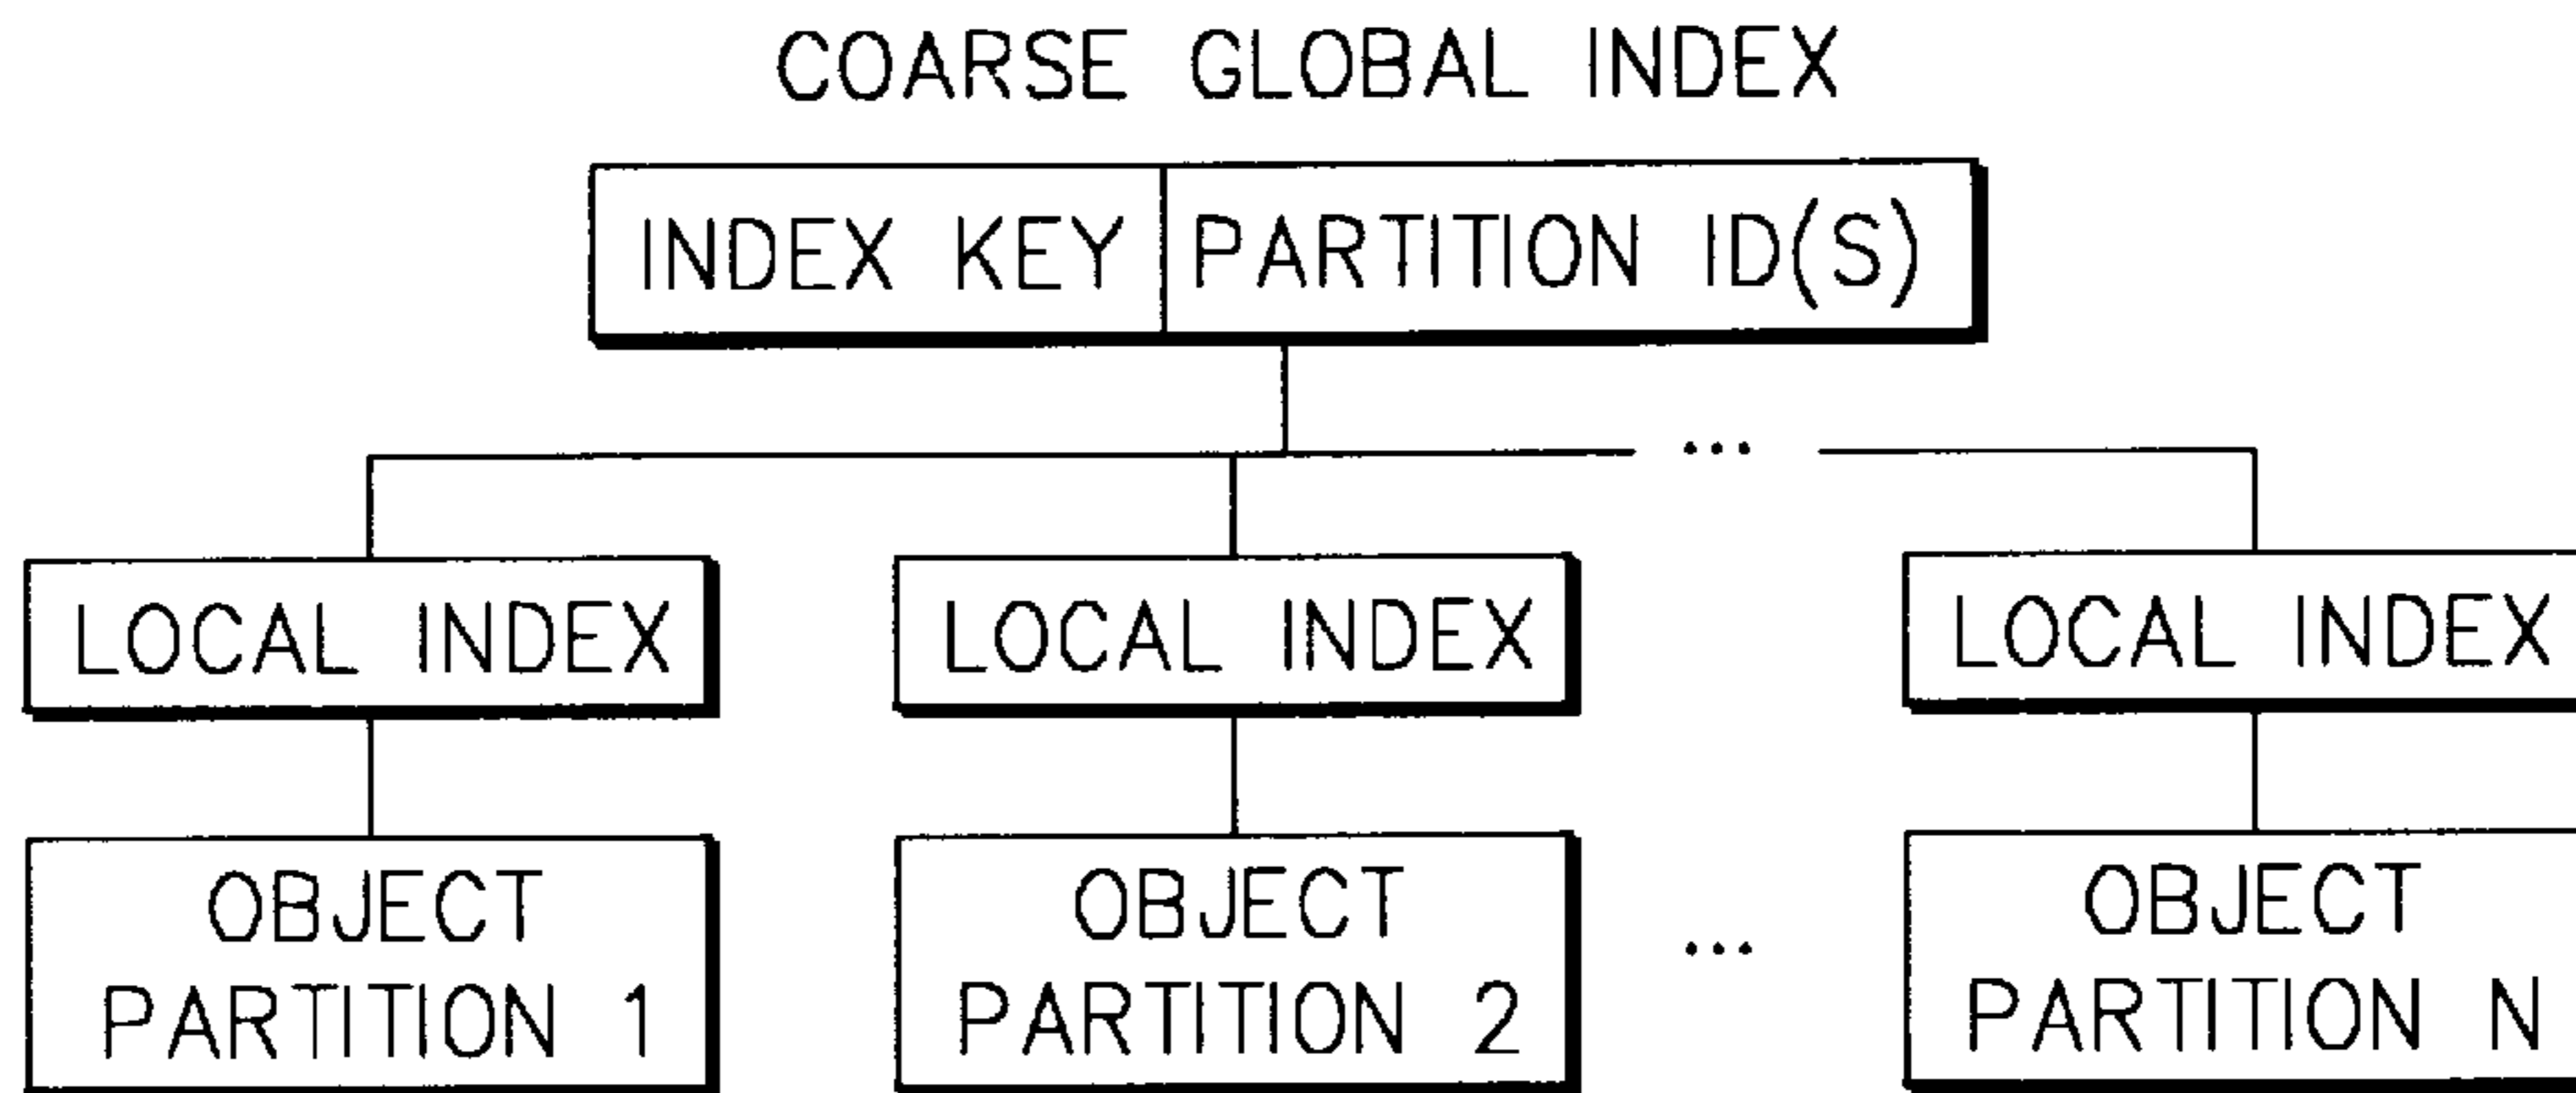 COARSE GLOBAL INDEX
INDEX KEY PARTITION ID(S)
...
LOCAL INDEX LOCAL INDEX LOCAL INDEX
OBJECT PARTITION 1
OBJECT PARTITION 2
...
OBJECT PARTITION N